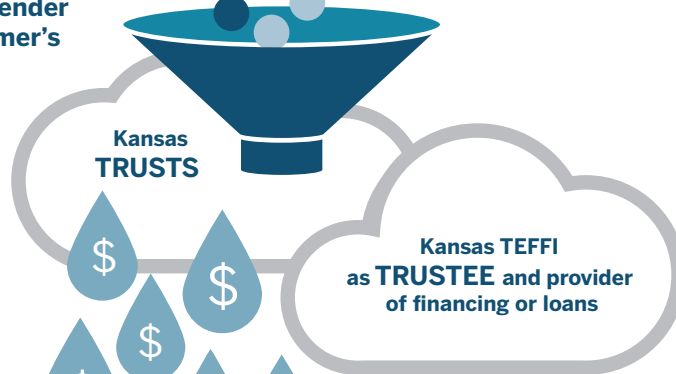 ender
mer's
Kansas
TRUSTS
$
$
$
Kansas TEFFI
as TRUSTEE and provider
of financing or loans